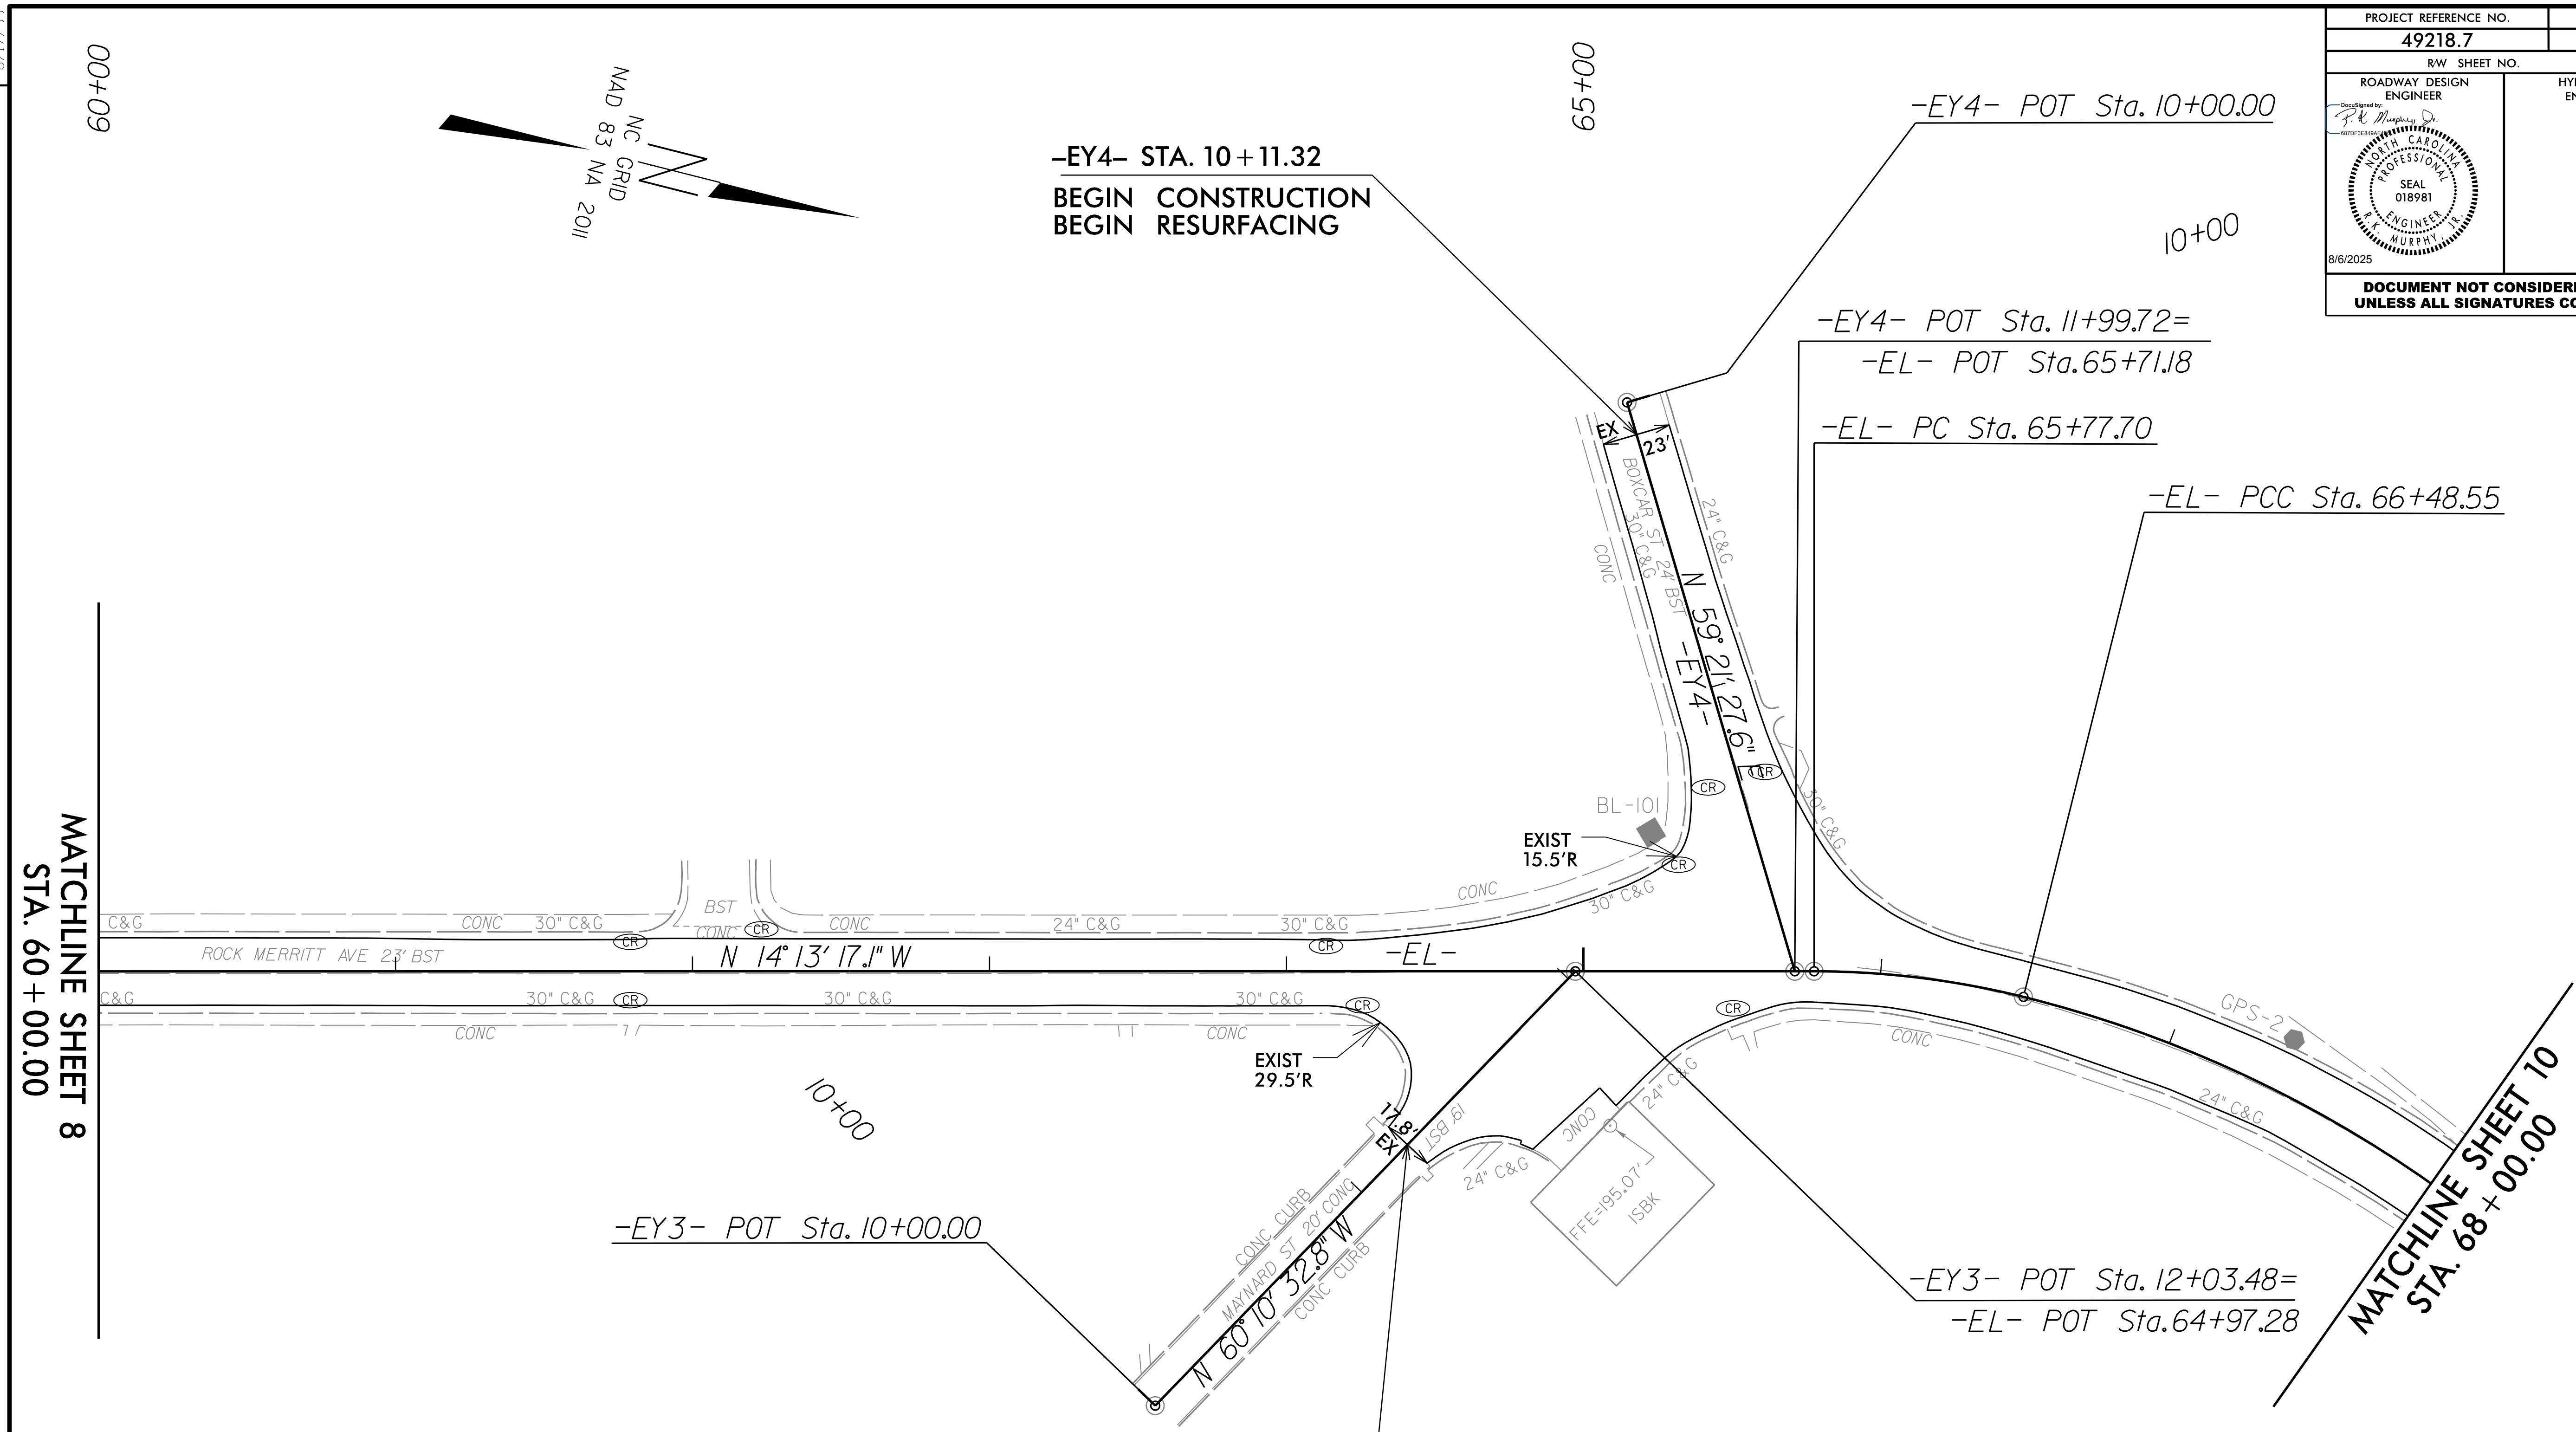 PROJECT REFERENCE NO.
49218.7
R/W SHEET NO.
ROADWAY DESIGN
ENGINEER
DocuSigned by:
P. K. Murphy, Jr.
NORTH CAROLINA
PROFESSIONAL
SEAL
018981
ENGINEER
R. K. MURPHY, JR.
8/6/2025
DOCUMENT NOT CONSIDER
UNLESS ALL SIGNATURES CO
60+00
65+00
NC GRID
NAD 83 NA 2011
-EY4- STA. 10+11.32
BEGIN CONSTRUCTION
BEGIN RESURFACING
-EY4- POT Sta. 10+00.00
10+00
-EY4- POT Sta. 11+99.72=
-EL- POT Sta. 65+71.18
-EL- PC Sta. 65+77.70
-EL- PCC Sta. 66+48.55
EX
23'
BOXCAR ST 24' BST
30" C&G
CONC
24" C&G
N 59° 21' 27.6" E
-EY4-
CR
CR
30" C&G
BL-101
EXIST
15.5'R
CR
CONC
30" C&G
C&G
CONC
30" C&G
BST
CONC
CONC
24" C&G
30" C&G
CR
CR
CR
ROCK MERRITT AVE 23' BST
N 14° 13' 17.1" W
-EL-
C&G
30" C&G
CR
30" C&G
30" C&G
CR
CR
CONC
CONC
EXIST
29.5'R
GPS-2
CONC
24" C&G
24" C&G
10+00
17.8'
EX
19' BST
CONC
24" C&G
FFE=195.07'
1SBK
CONC CURB
MAYNARD ST 20' CONC
N 60° 10' 32.8" W
CONC CURB
-EY3- POT Sta. 10+00.00
-EY3- POT Sta. 12+03.48=
-EL- POT Sta. 64+97.28
MATCHLINE SHEET 8
STA. 60+00.00
MATCHLINE SHEET 10
STA. 68+00.00